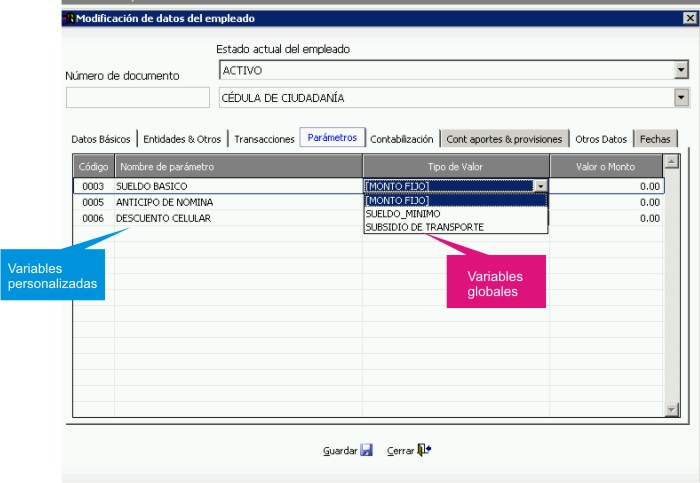 Modificación de datos del empleado
Estado actual del empleado
Número de documento
ACTIVO
CÉDULA DE CIUDADANÍA
Datos Básicos Entidades & Otros Transacciones Parámetros Contabilización Cont aportes & provisiones Otros Datos Fechas
Código Nombre de parámetro Tipo de Valor Valor o Monto
0003 SUELDO BASICO [MONTO FIJO] 0.00
0005 ANTICIPO DE NOMINA [MONTO FIJO] 0.00
0006 DESCUENTO CELULAR SUELDO_MINIMO 0.00
SUBSIDIO DE TRANSPORTE
Variables
personalizadas
Variables
globales
Guardar Cerrar